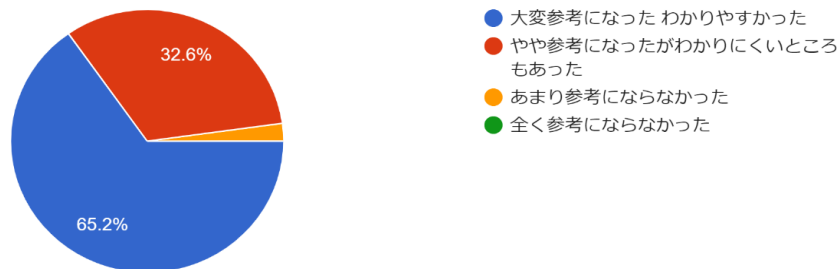 32.6%
65.2%
大変参考になった わかりやすかった
やや参考になったがわかりにくいところ
もあった
あまり参考にならなかった
全く参考にならなかった